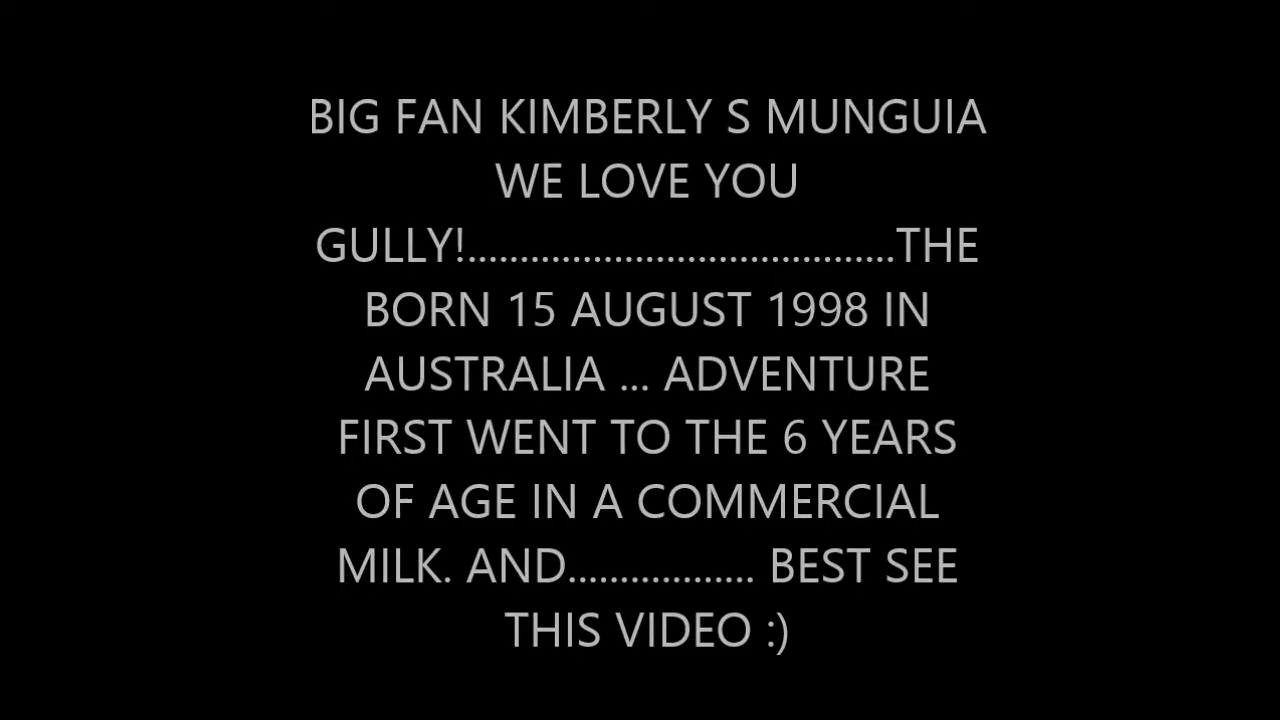 BIG FAN KIMBERLY S MUNGUIA
WE LOVE YOU
GULLY!.........................................THE
BORN 15 AUGUST 1998 IN
AUSTRALIA ... ADVENTURE
FIRST WENT TO THE 6 YEARS
OF AGE IN A COMMERCIAL
MILK. AND.................. BEST SEE
THIS VIDEO :)